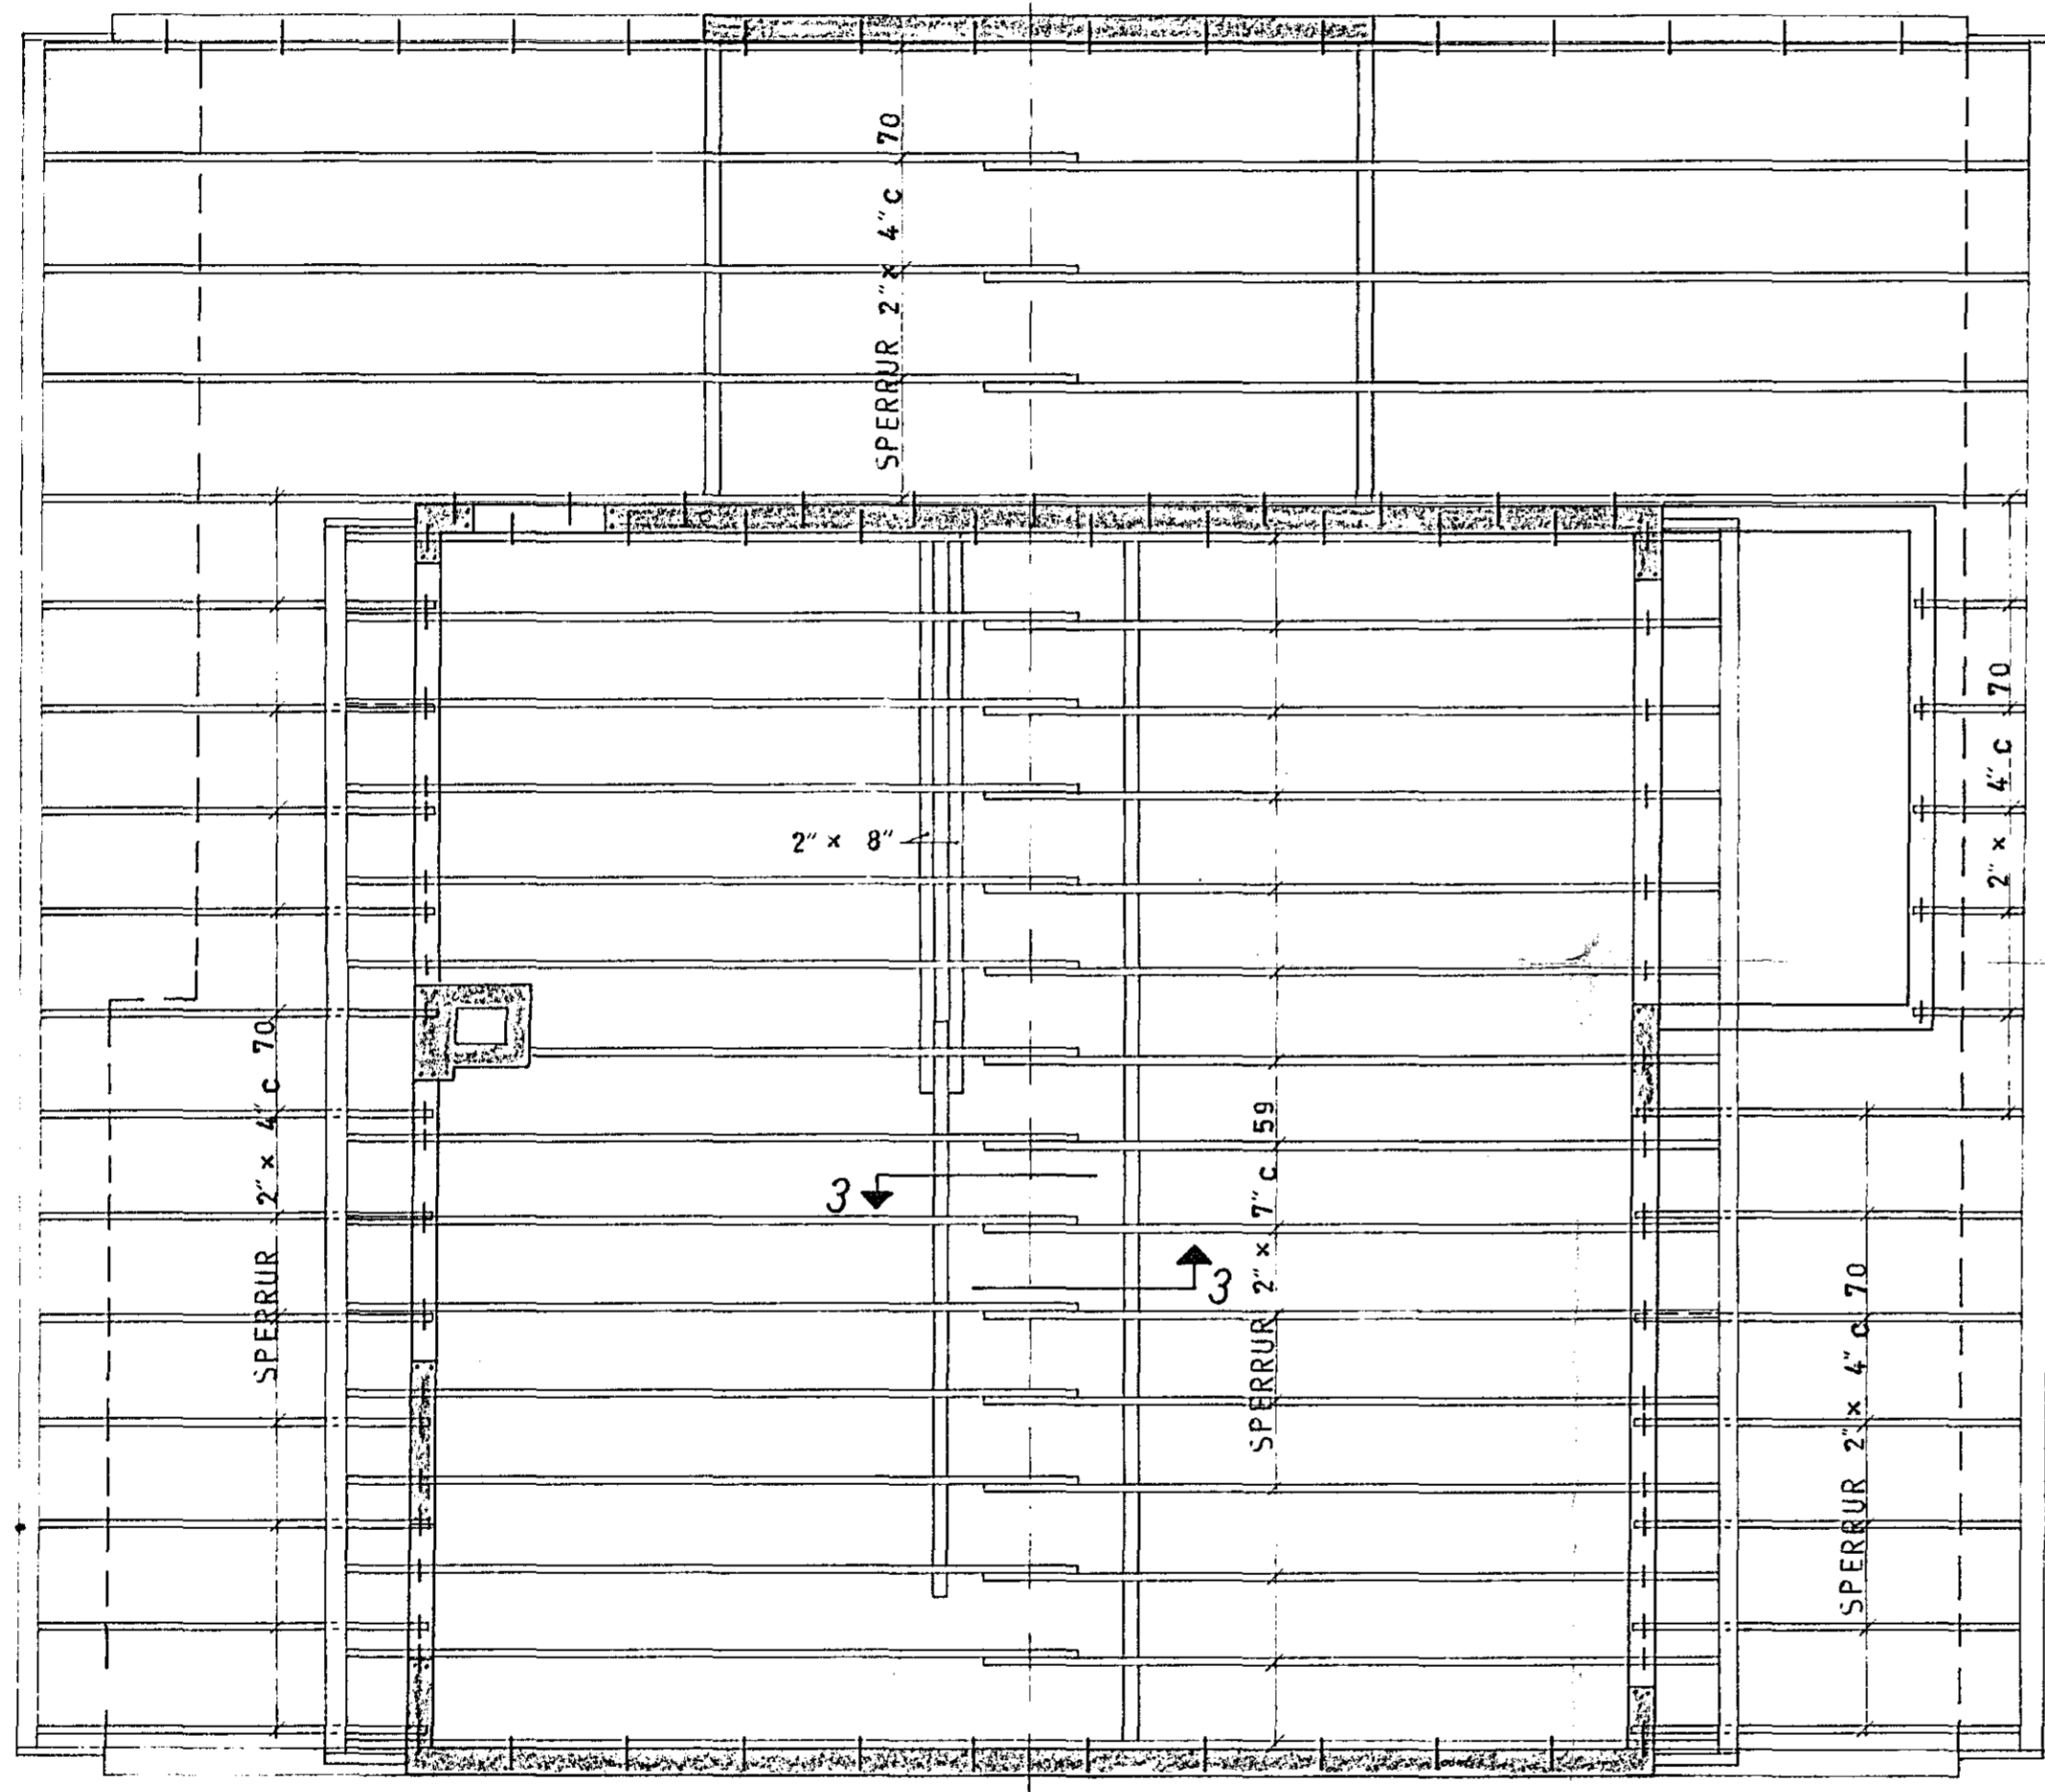 SPERRUR 2" x 4" c 70
2" x 8"
2" x 4" c 70
SPERRUR 2" x 4" c 70
3
3
SPERRUR 2" x 7" c 59
SPERRUR 2" x 4" c 70